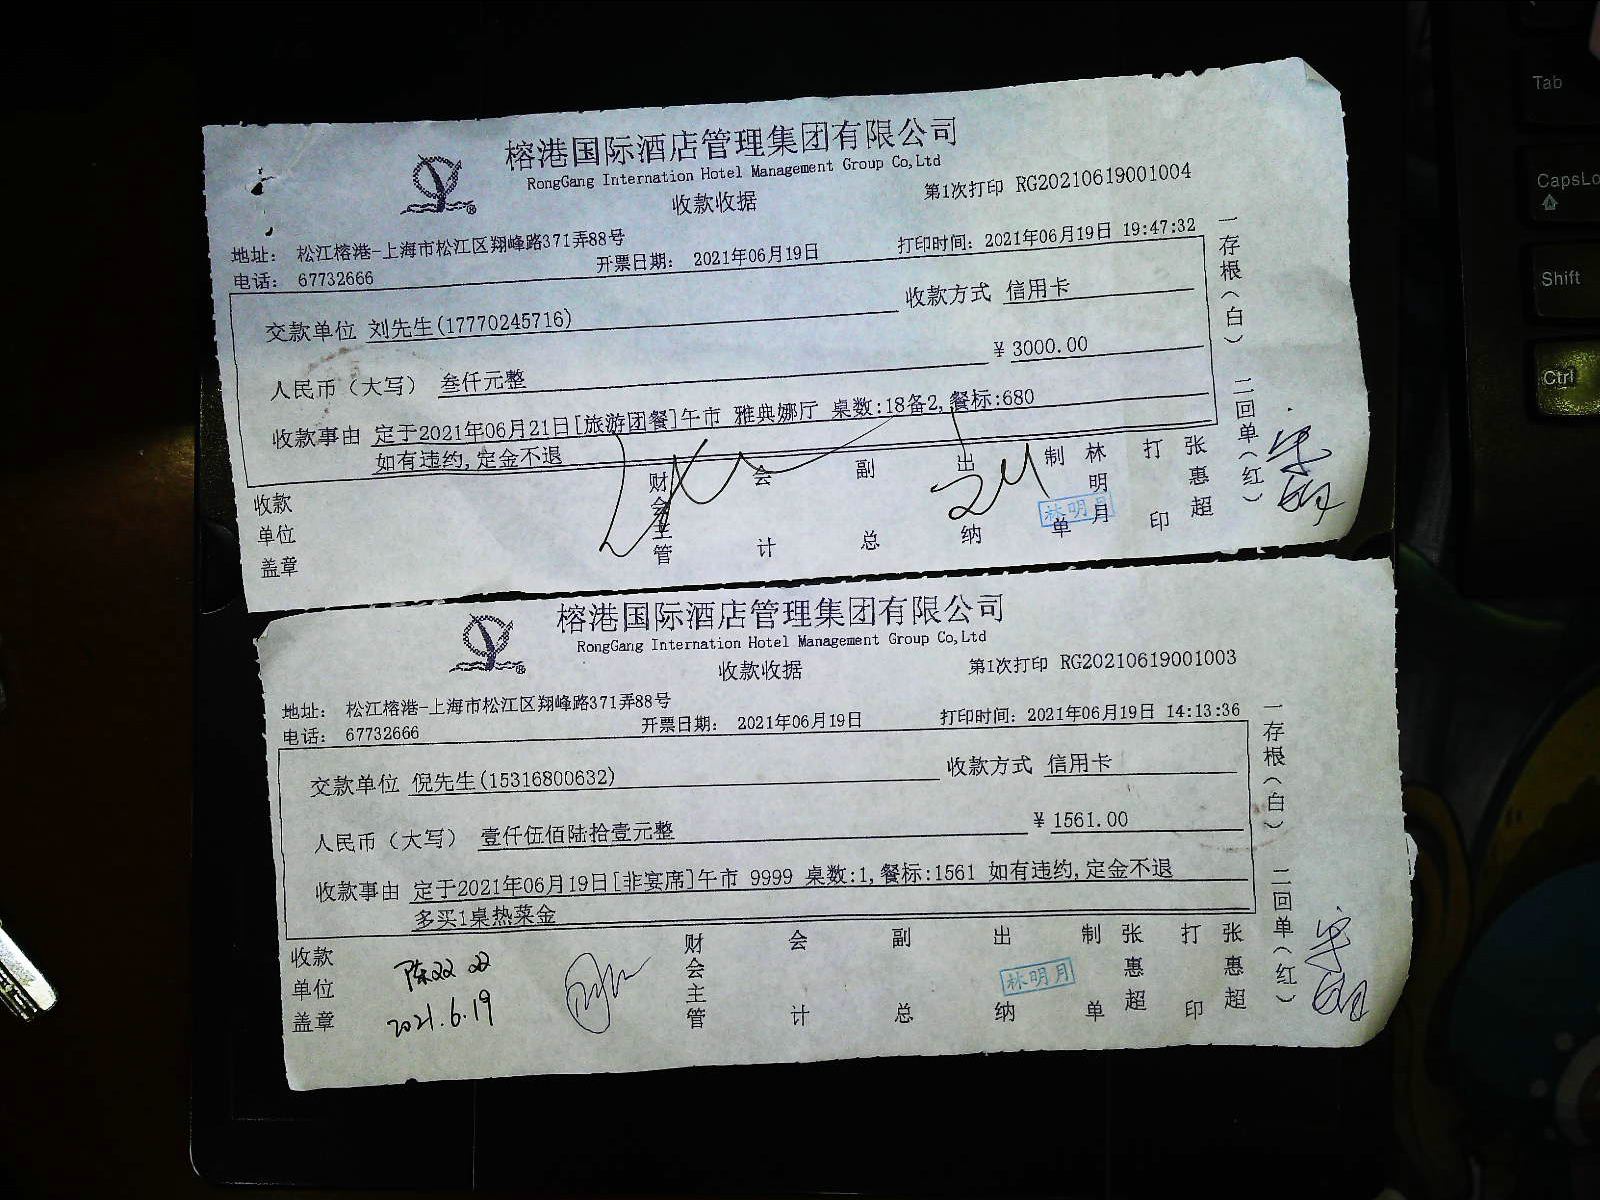 榕港国际酒店管理集团有限公司
RongGang Internation Hotel Management Group Co,Ltd
收款收据
第1次打印 RG20210619001004
地址： 松江榕港-上海市松江区翔峰路371弄88号
电话： 67732666
开票日期： 2021年06月19日
打印时间：2021年06月19日 19:47:32
交款单位 刘先生(17770245716)
收款方式 信用卡
人民币（大写） 叁仟元整
¥ 3000.00
收款事由 定于2021年06月21日[旅游团餐]午市 雅典娜厅 桌数:18备2,餐标:680
如有违约,定金不退
收款单位盖章
财会主管
会计
副总
出纳
制单
林明月
打印
张惠超
林明月
一存根（白）
二回单（红）
榕港国际酒店管理集团有限公司
RongGang Internation Hotel Management Group Co,Ltd
收款收据
第1次打印 RG20210619001003
地址： 松江榕港-上海市松江区翔峰路371弄88号
电话： 67732666
开票日期： 2021年06月19日
打印时间：2021年06月19日 14:13:36
交款单位 倪先生(15316800632)
收款方式 信用卡
人民币（大写） 壹仟伍佰陆拾壹元整
¥ 1561.00
收款事由 定于2021年06月19日[非宴席]午市 9999 桌数:1,餐标:1561 如有违约,定金不退
多买1桌热菜金
收款单位盖章
2021.6.19
财会主管
会计
副总
出纳
林明月
制单
张惠超
打印
张惠超
一存根（白）
二回单（红）
Tab
CapsLo
Shift
Ctrl